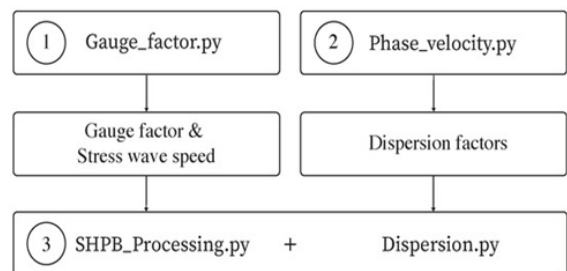 1 Gauge_factor.py
2 Phase_velocity.py
Gauge factor &
Stress wave speed
Dispersion factors
3 SHPB_Processing.py + Dispersion.py